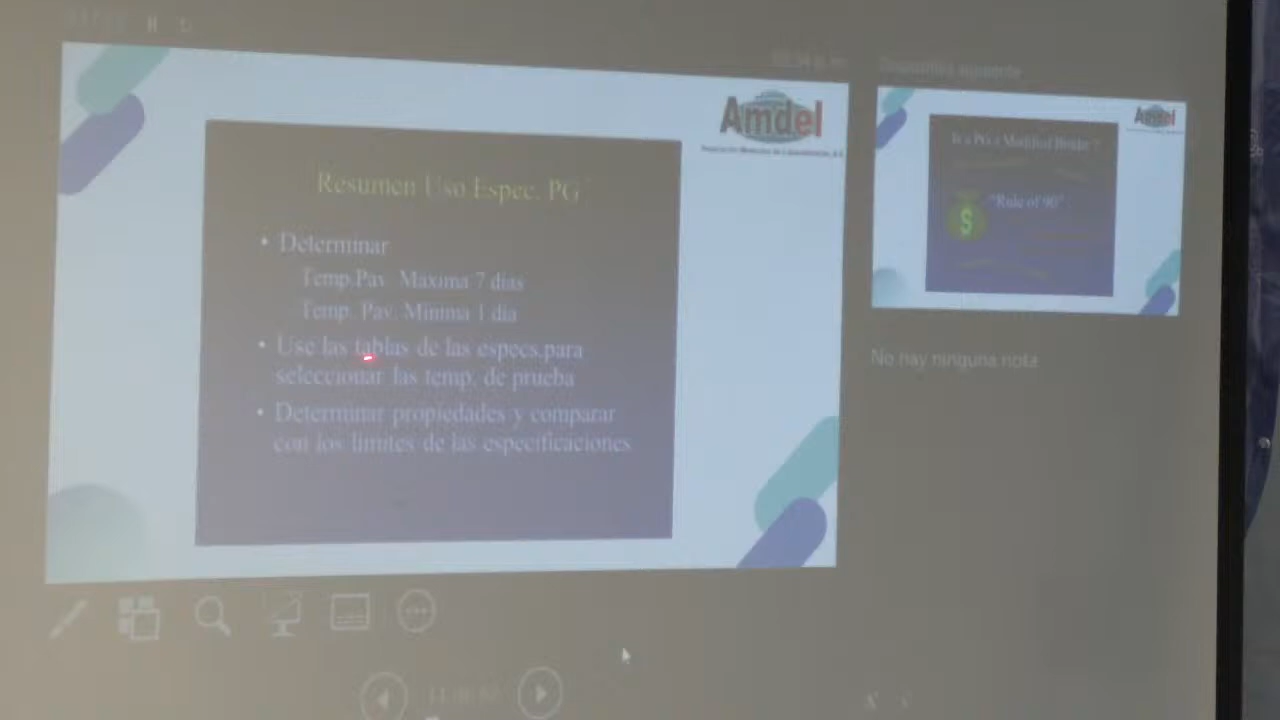 Amdel
Resumen Uso Espec. PG
• Determinar
Temp.Pav. Maxima 7 dias
Temp. Pav. Minima 1 dia
• Use las tablas de las especs.para
seleccionar las temp. de prueba
• Determinar propiedades y comparar
con los limites de las especificaciones
Amdel
Is a PG a Modified Binder ?
"Rule of 90" :
$
No hay ninguna nota